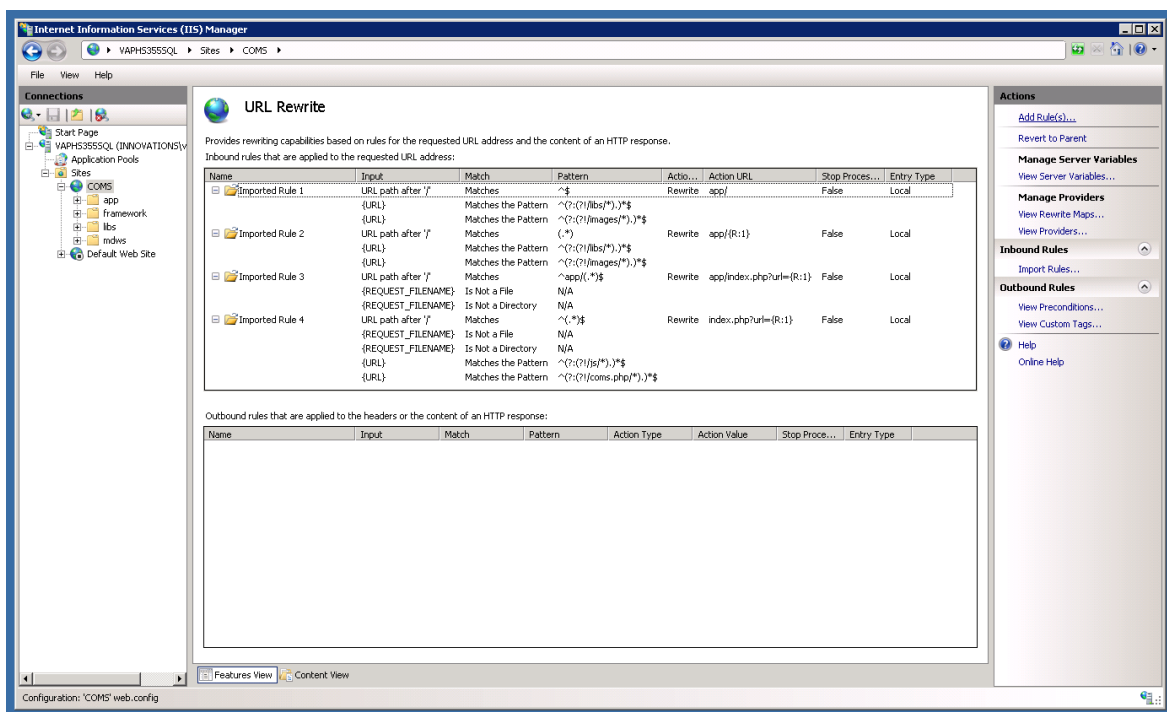 Internet Information Services (IIS) Manager
VAPHS355SQL Sites COMS
File View Help
Connections
Start Page
VAPHS355SQL (INNOVATIONS\v
Application Pools
Sites
COMS
app
framework
libs
mdws
Default Web Site
URL Rewrite
Provides rewriting capabilities based on rules for the requested URL address and the content of an HTTP response.
Inbound rules that are applied to the requested URL address:
Name Input Match Pattern Actio... Action URL Stop Proces... Entry Type
Imported Rule 1 URL path after '/' Matches ^$ Rewrite app/ False Local
{URL} Matches the Pattern ^(?:(?!/libs/*).)*$
{URL} Matches the Pattern ^(?:(?!/images/*).)*$
Imported Rule 2 URL path after '/' Matches (.*) Rewrite app/{R:1} False Local
{URL} Matches the Pattern ^(?:(?!/libs/*).)*$
{URL} Matches the Pattern ^(?:(?!/images/*).)*$
Imported Rule 3 URL path after '/' Matches ^app/(.*)$ Rewrite app/index.php?url={R:1} False Local
{REQUEST_FILENAME} Is Not a File N/A
{REQUEST_FILENAME} Is Not a Directory N/A
Imported Rule 4 URL path after '/' Matches ^(.*)$ Rewrite index.php?url={R:1} False Local
{REQUEST_FILENAME} Is Not a File N/A
{REQUEST_FILENAME} Is Not a Directory N/A
{URL} Matches the Pattern ^(?:(?!/js/*).)*$
{URL} Matches the Pattern ^(?:(?!/coms.php/*).)*$
Outbound rules that are applied to the headers or the content of an HTTP response:
Name Input Match Pattern Action Type Action Value Stop Proce... Entry Type
Features View Content View
Actions
Add Rule(s)...
Revert to Parent
Manage Server Variables
View Server Variables...
Manage Providers
View Rewrite Maps...
View Providers...
Inbound Rules
Import Rules...
Outbound Rules
View Preconditions...
View Custom Tags...
Help
Online Help
Configuration: 'COMS' web.config